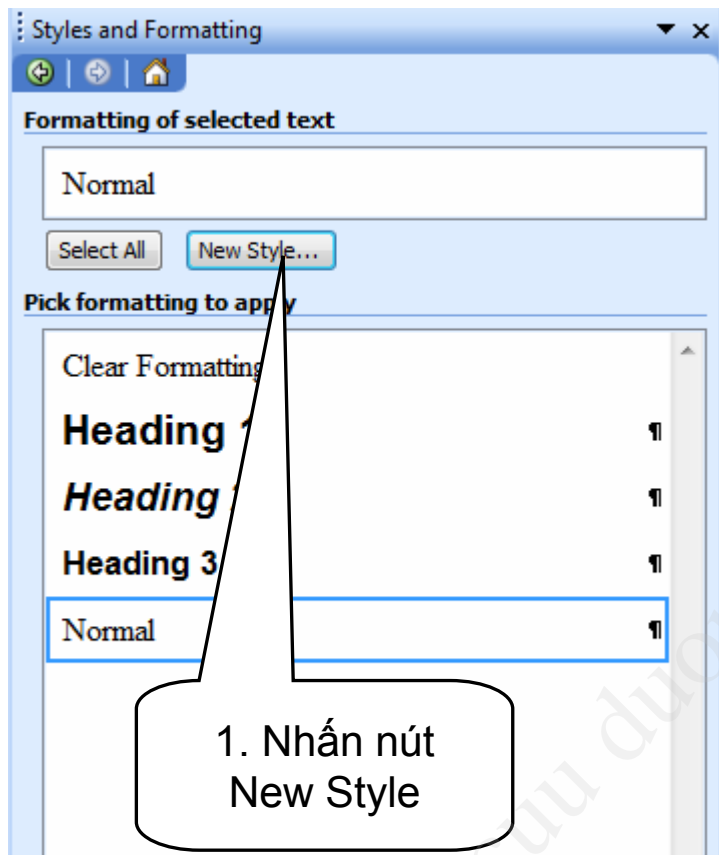 Styles and Formatting
Formatting of selected text
Normal
Select All New Style...
Pick formatting to apply
Clear Formatting
Heading 1
Heading 2
Heading 3
Normal
1. Nhấn nút
New Style